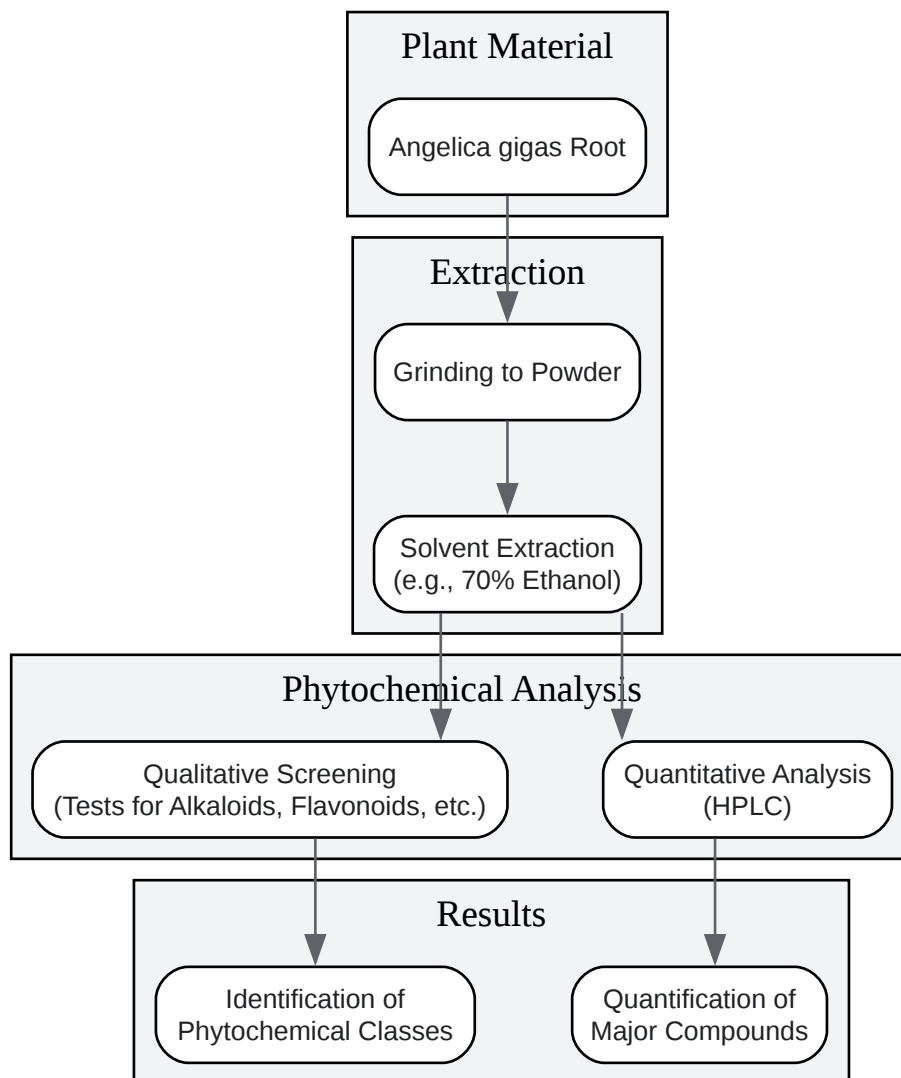 Plant Material
Angelica gigas Root
Extraction
Grinding to Powder
Solvent Extraction
(e.g., 70% Ethanol)
Phytochemical Analysis
Qualitative Screening
(Tests for Alkaloids, Flavonoids, etc.)
Quantitative Analysis
(HPLC)
Results
Identification of
Phytochemical Classes
Quantification of
Major Compounds